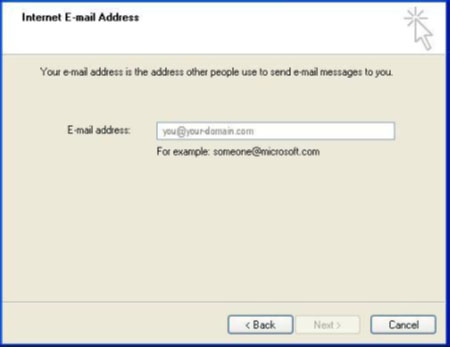 Internet E-mail Address
Your e-mail address is the address other people use to send e-mail messages to you.
E-mail address: you@your-domain.com
For example: someone@microsoft.com
< Back Next > Cancel